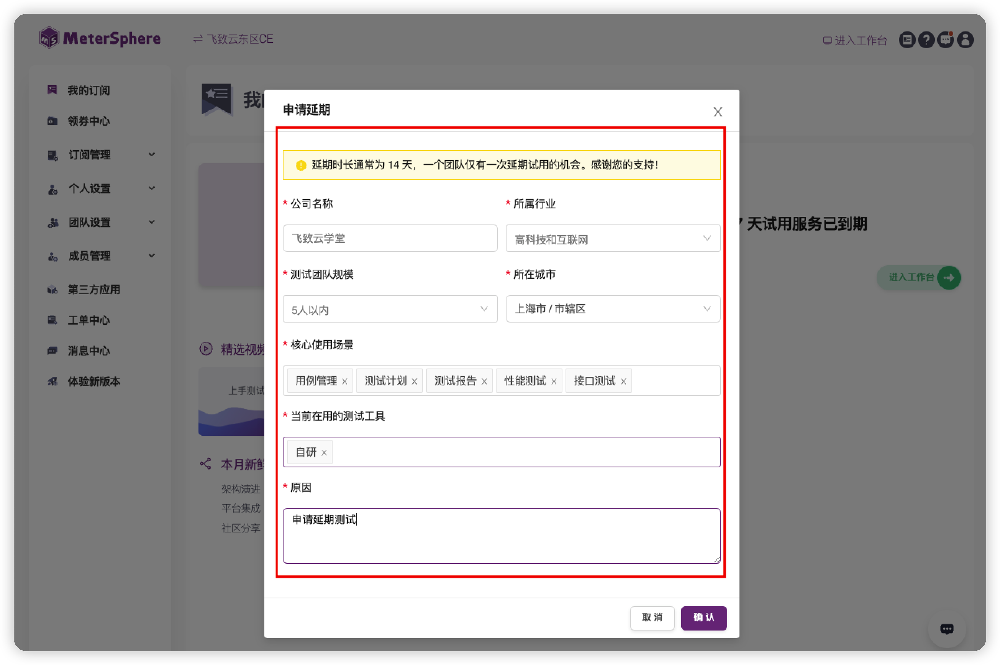 MeterSphere
飞致云东区CE
进入工作台
我的订阅
领券中心
订阅管理
个人设置
团队设置
成员管理
第三方应用
工单中心
消息中心
体验新版本
我
天试用服务已到期
进入工作台
精选视频
上手测试
本月新鲜
架构演进
平台集成
社区分享
申请延期
延期时长通常为 14 天，一个团队仅有一次延期试用的机会。感谢您的支持！
* 公司名称
* 所属行业
飞致云学堂
高科技和互联网
* 测试团队规模
* 所在城市
5人以内
上海市 / 市辖区
* 核心使用场景
用例管理 测试计划 测试报告 性能测试 接口测试
* 当前在用的测试工具
自研
* 原因
申请延期测试
取 消
确 认